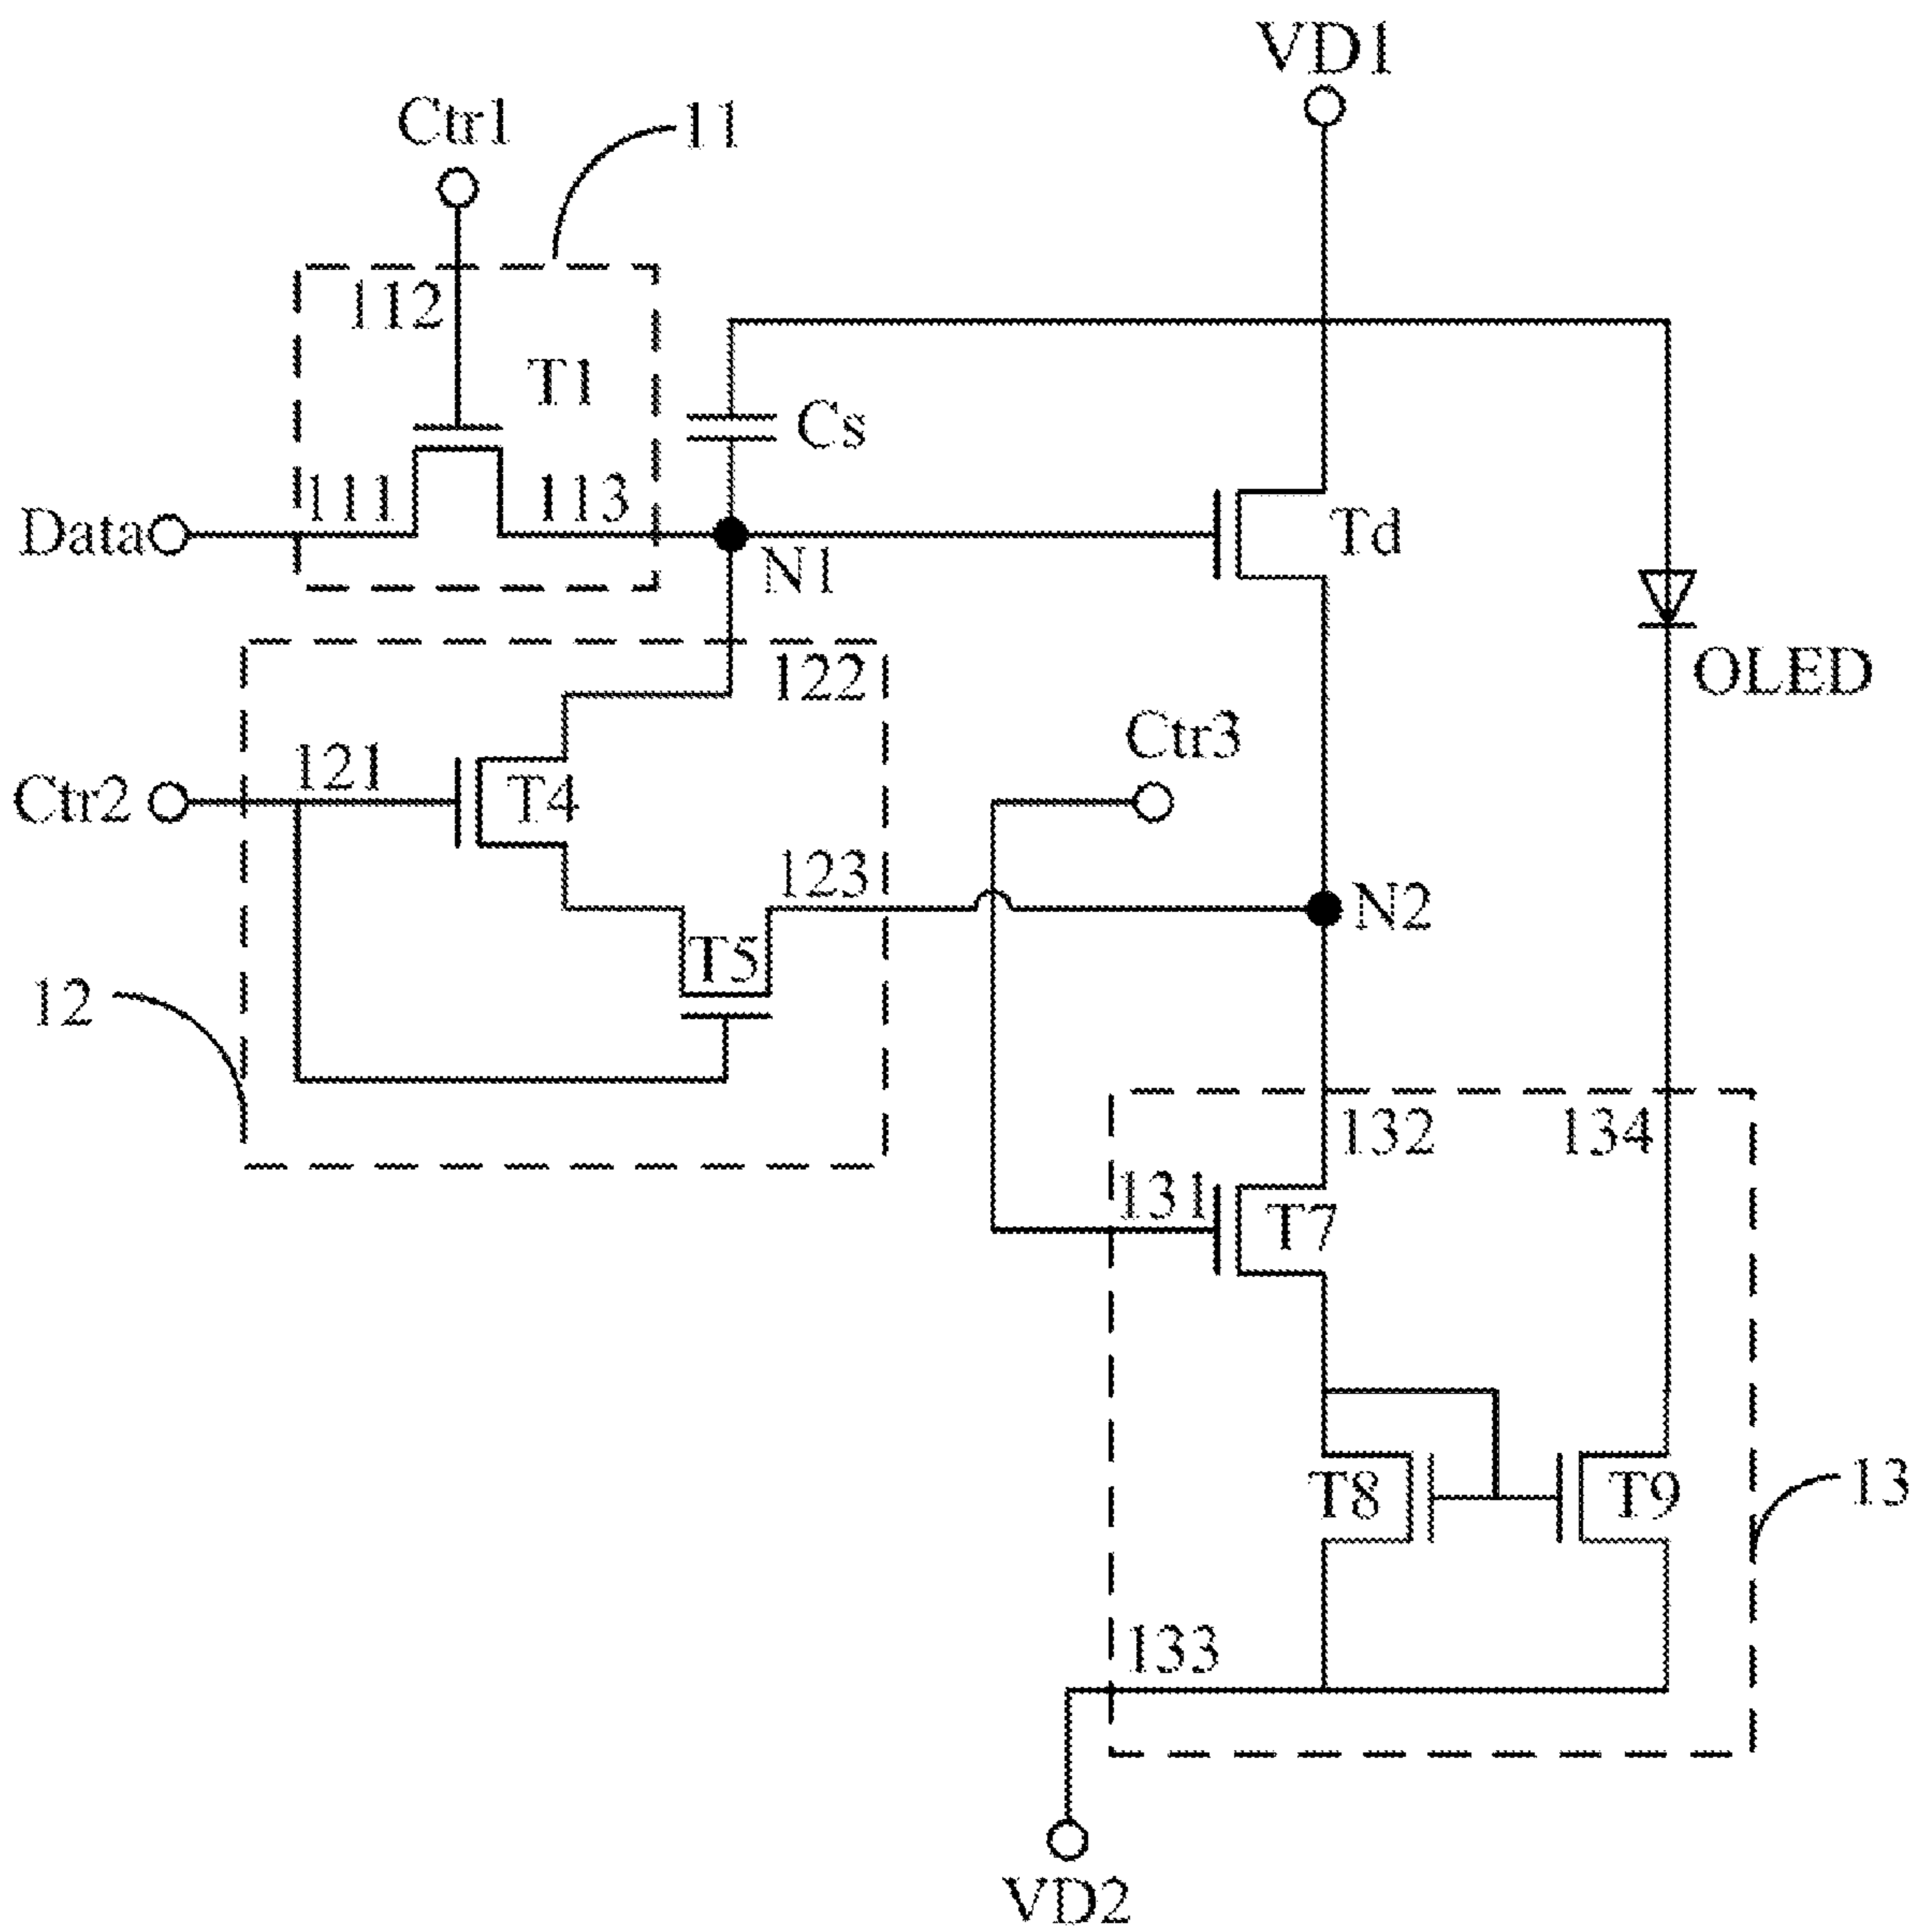 VD1
Ctr1
11
112
T1
Cs
111
113
Data
Td
N1
122
OLED
Ctr3
121
Ctr2
T4
123
N2
T5
12
132
134
131
T7
T8
T9
13
133
VD2